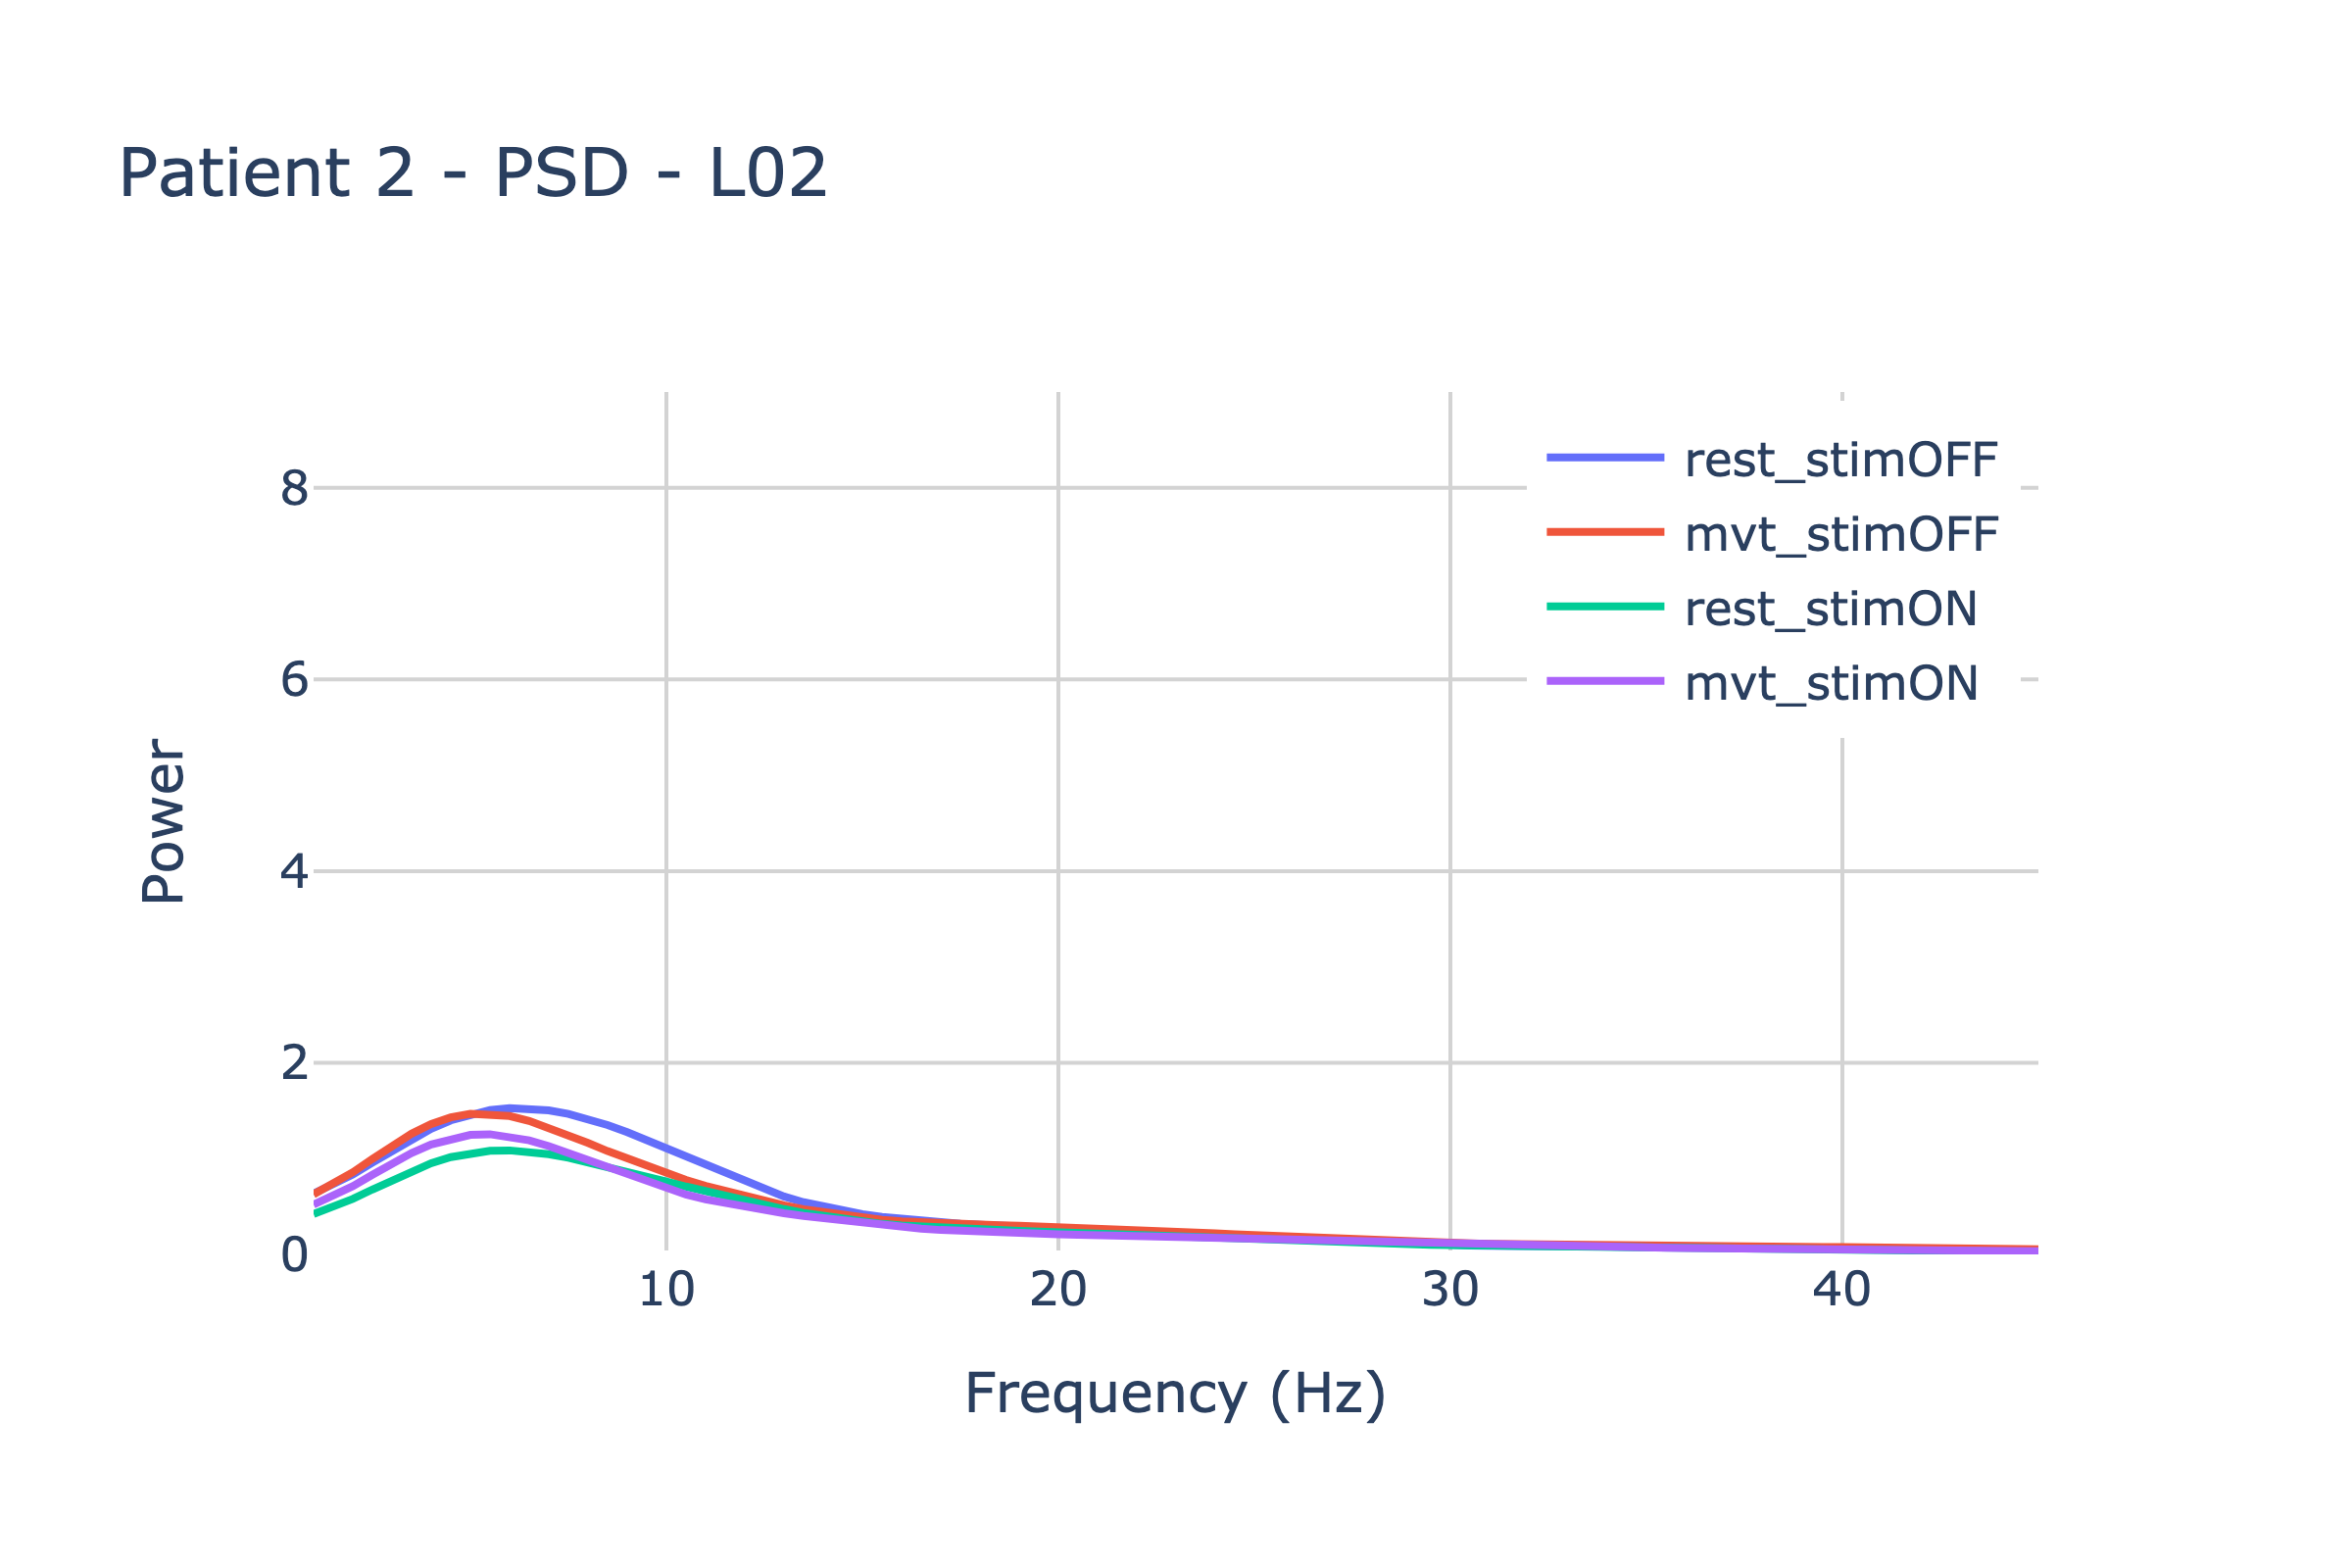 Patient 2 - PSD - L02
rest_stimOFF
mvt_stimOFF
rest_stimON
mvt_stimON
8
6
4
2
0
Power
10 20 30 40
Frequency (Hz)